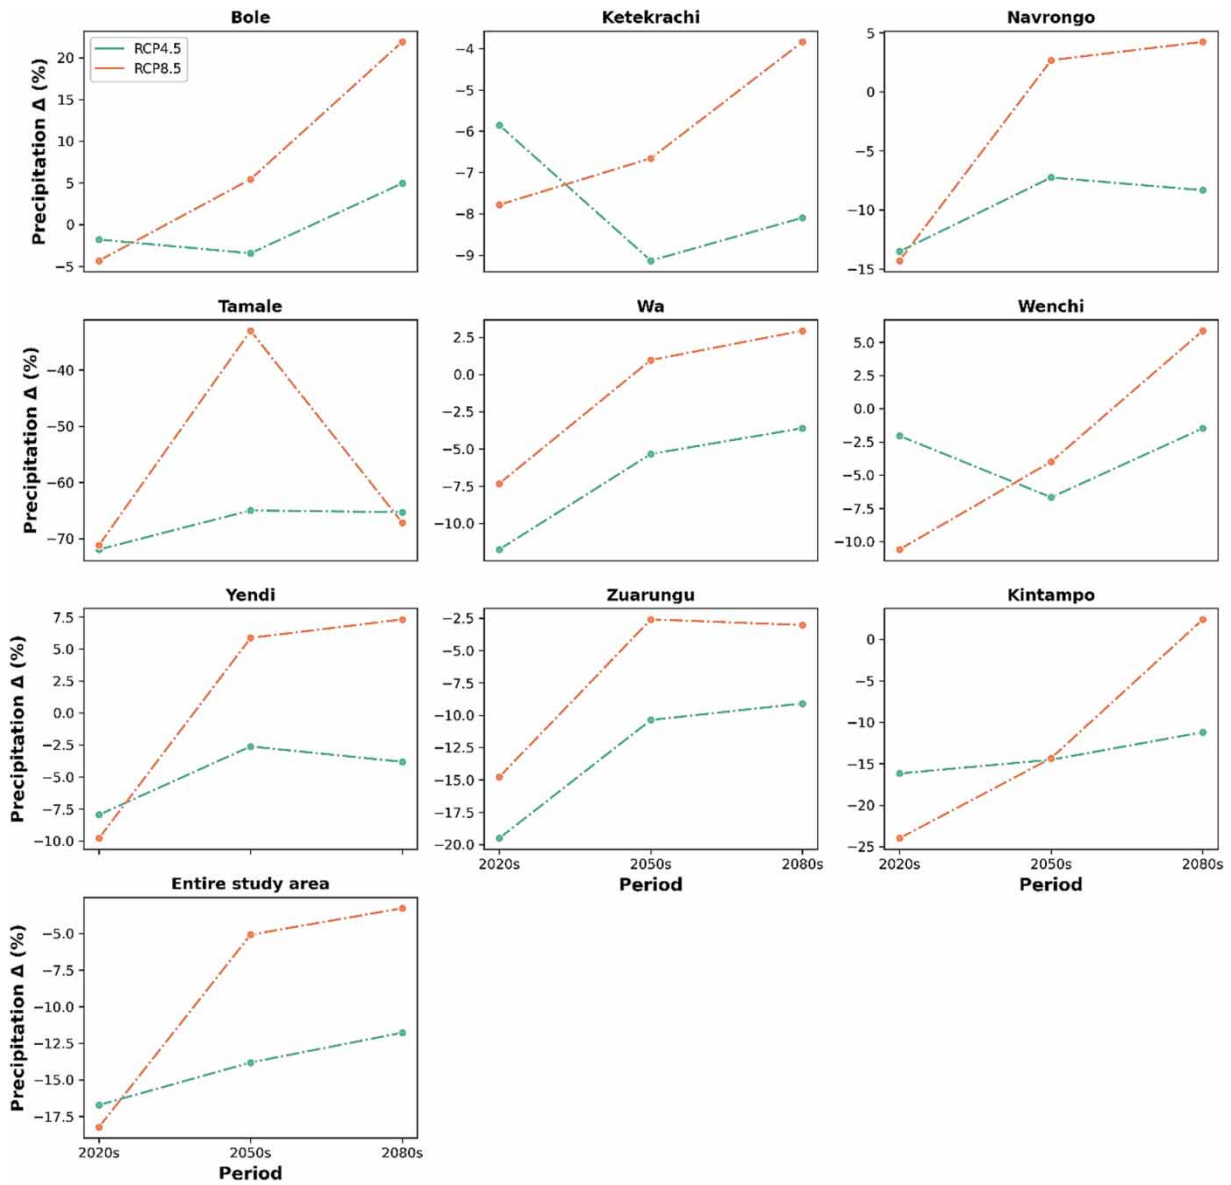 Bole
Ketekrachi
Navrongo
RCP4.5
RCP8.5
Precipitation Δ (%)
20
15
10
5
0
−5
−4
−5
−6
−7
−8
−9
5
0
−5
−10
−15
Tamale
Wa
Wenchi
Precipitation Δ (%)
−40
−50
−60
−70
2.5
0.0
−2.5
−5.0
−7.5
−10.0
5.0
2.5
0.0
−2.5
−5.0
−7.5
−10.0
Yendi
Zuarungu
Kintampo
Precipitation Δ (%)
7.5
5.0
2.5
0.0
−2.5
−5.0
−7.5
−10.0
−2.5
−5.0
−7.5
−10.0
−12.5
−15.0
−17.5
−20.0
2020s 2050s 2080s
Period
0
−5
−10
−15
−20
−25
2020s 2050s 2080s
Period
Entire study area
Precipitation Δ (%)
−5.0
−7.5
−10.0
−12.5
−15.0
−17.5
2020s 2050s 2080s
Period